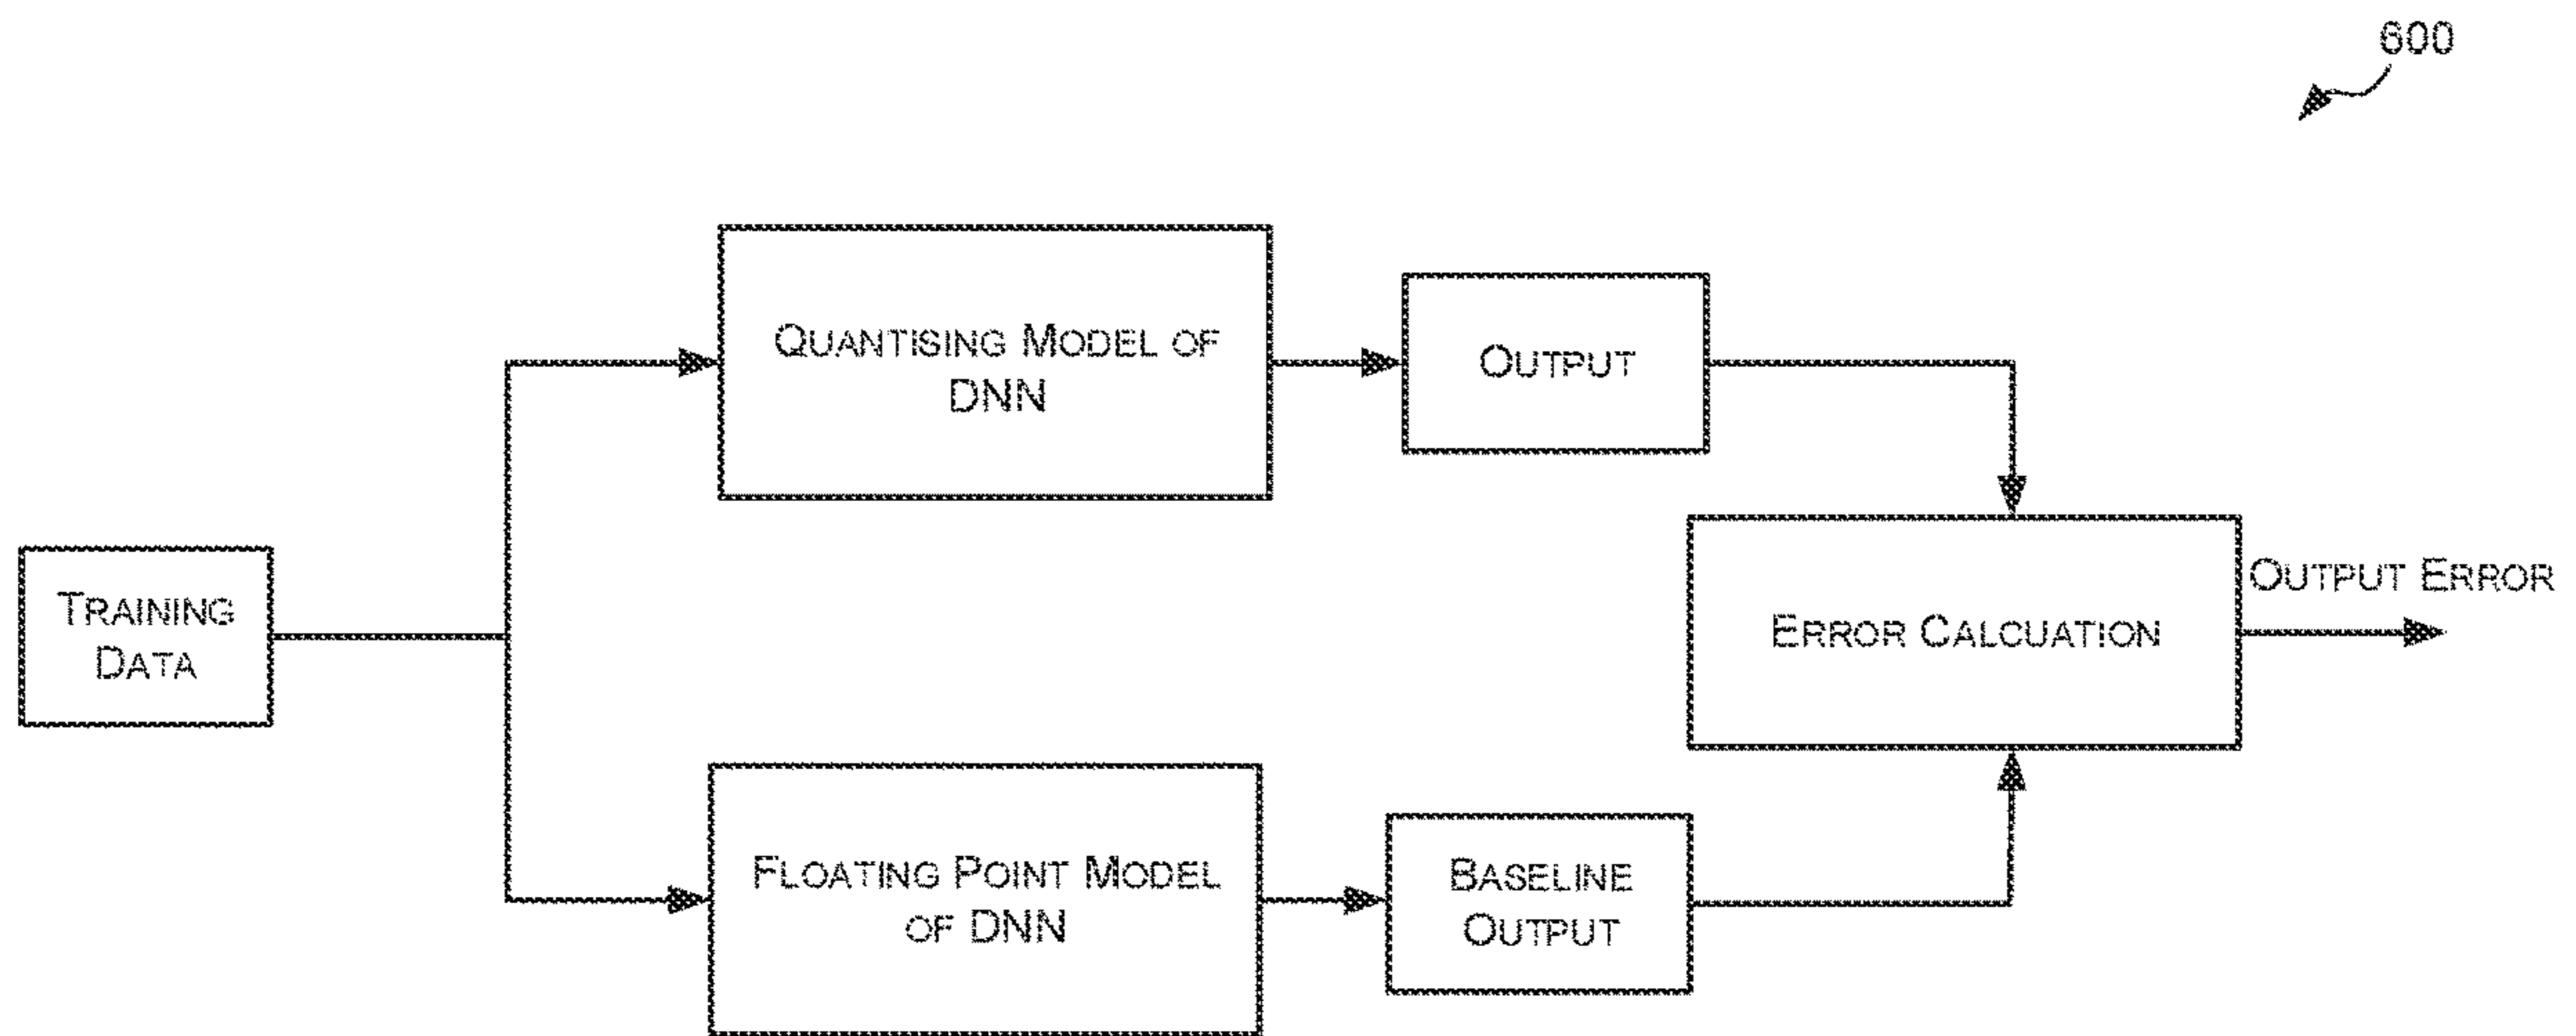 600
QUANTISING MODEL OF
DNN
OUTPUT
TRAINING
DATA
ERROR CALCUATION
OUTPUT ERROR
FLOATING POINT MODEL
OF DNN
BASELINE
OUTPUT